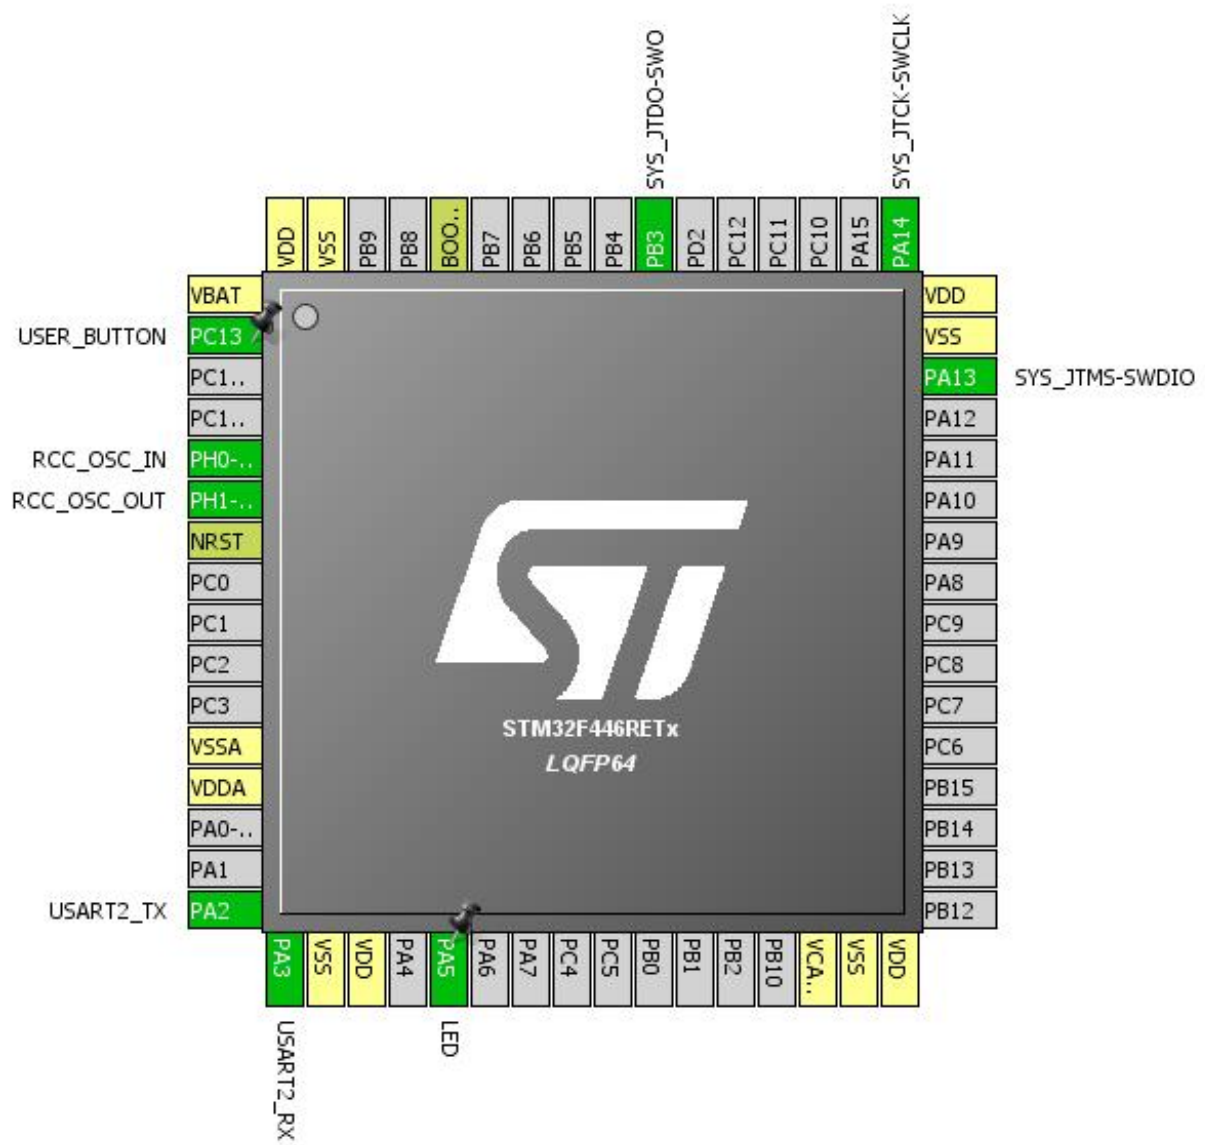 SYS_JTDO-SWO
SYS_JTCK-SWCLK
VDD
VSS
PB9
PB8
BOO..
PB7
PB6
PB5
PB4
PB3
PD2
PC12
PC11
PC10
PA15
PA14
VBAT
USER_BUTTON PC13
PC1..
PC1..
RCC_OSC_IN PH0-..
RCC_OSC_OUT PH1-..
NRST
PC0
PC1
PC2
PC3
VSSA
VDDA
PA0-..
PA1
USART2_TX PA2
VDD
VSS
PA13 SYS_JTMS-SWDIO
PA12
PA11
PA10
PA9
PA8
PC9
PC8
PC7
PC6
PB15
PB14
PB13
PB12
ST
STM32F446RETx
LQFP64
PA3
VSS
VDD
PA4
PA5
PA6
PA7
PC4
PC5
PB0
PB1
PB2
PB10
VCA..
VSS
VDD
USART2_RX
LED